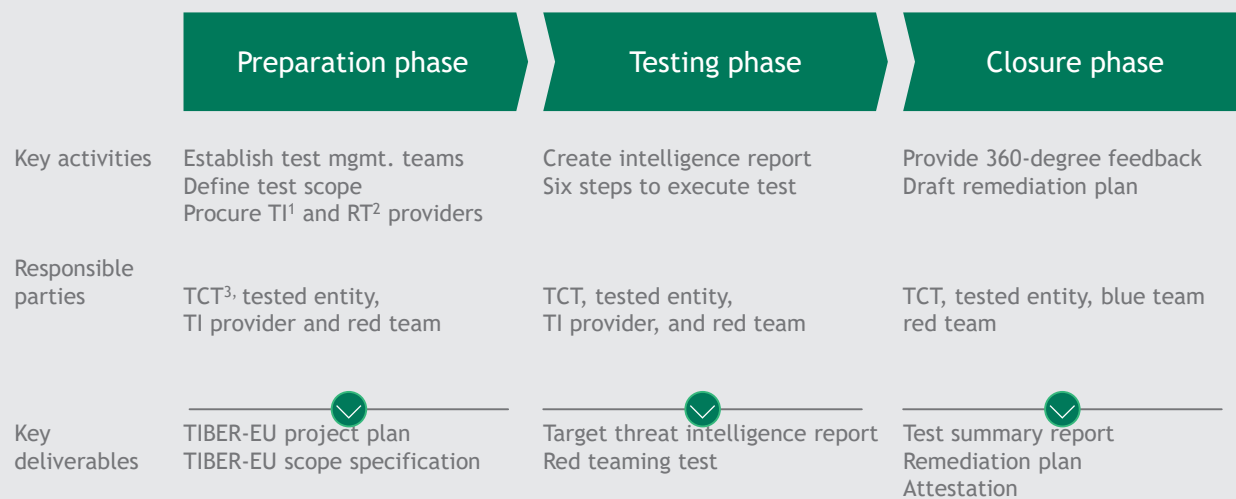 Preparation phase
Testing phase
Closure phase
Key activities
Establish test mgmt. teams
Define test scope
Procure TI¹ and RT² providers
Create intelligence report
Six steps to execute test
Provide 360-degree feedback
Draft remediation plan
Responsible
parties
TCT³, tested entity,
TI provider and red team
TCT, tested entity,
TI provider, and red team
TCT, tested entity, blue team
red team
Key
deliverables
TIBER-EU project plan
TIBER-EU scope specification
Target threat intelligence report
Red teaming test
Test summary report
Remediation plan
Attestation